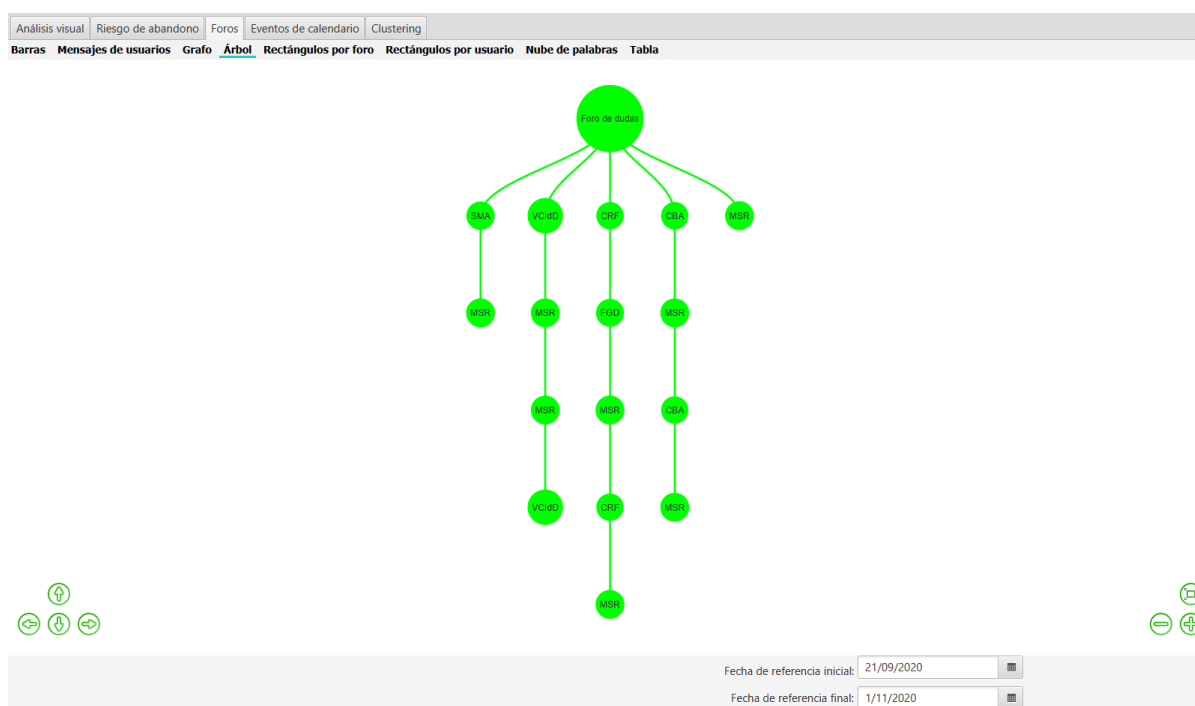 Análisis visual Riesgo de abandono Foros Eventos de calendario Clustering
Barras Mensajes de usuarios Grafo Árbol Rectángulos por foro Rectángulos por usuario Nube de palabras Tabla
Foro de dudas
SMA VCIdD CRF CBA MSR
MSR MSR FGD MSR
MSR MSR CBA
VCIdD CRF MSR
MSR
Fecha de referencia inicial: 21/09/2020
Fecha de referencia final: 1/11/2020